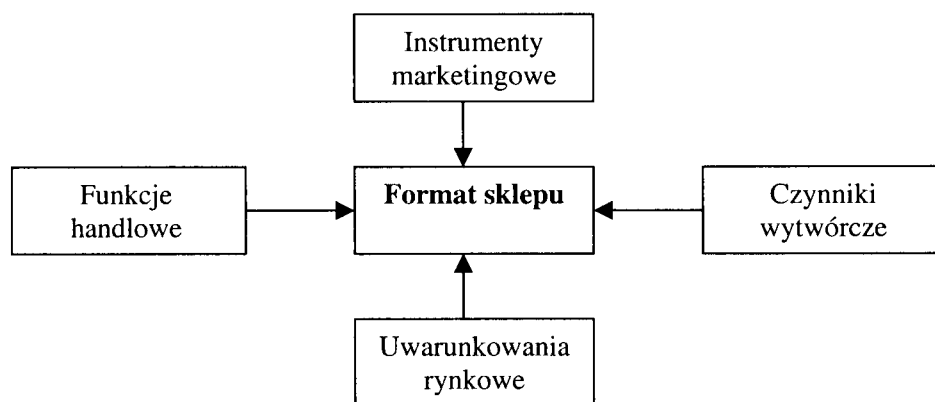 Instrumenty
marketingowe
Funkcje
handlowe
Format sklepu
Czynniki
wytwórcze
Uwarunkowania
rynkowe